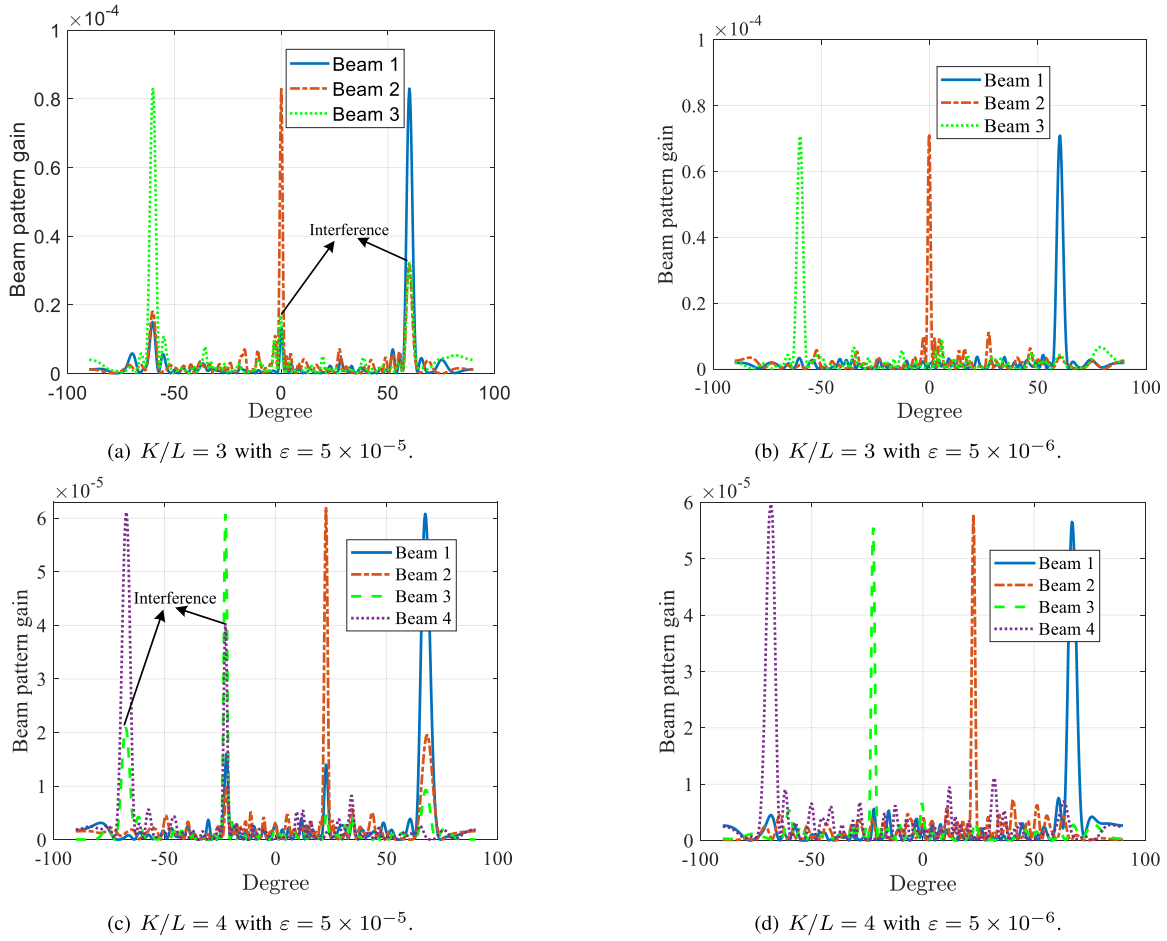 ×10⁻⁴
1
0.8
0.6
0.4
0.2
0
-100
-50
0
50
100
Beam pattern gain
Degree
Beam 1
Beam 2
Beam 3
Interference
(a) K/L = 3 with ε = 5 × 10⁻⁵.
×10⁻⁴
1
0.8
0.6
0.4
0.2
0
-100
-50
0
50
100
Beam pattern gain
Degree
Beam 1
Beam 2
Beam 3
(b) K/L = 3 with ε = 5 × 10⁻⁶.
×10⁻⁵
6
5
4
3
2
1
0
-100
-50
0
50
100
Beam pattern gain
Degree
Beam 1
Beam 2
Beam 3
Beam 4
Interference
(c) K/L = 4 with ε = 5 × 10⁻⁵.
×10⁻⁵
6
5
4
3
2
1
0
-100
-50
0
50
100
Beam pattern gain
Degree
Beam 1
Beam 2
Beam 3
Beam 4
(d) K/L = 4 with ε = 5 × 10⁻⁶.